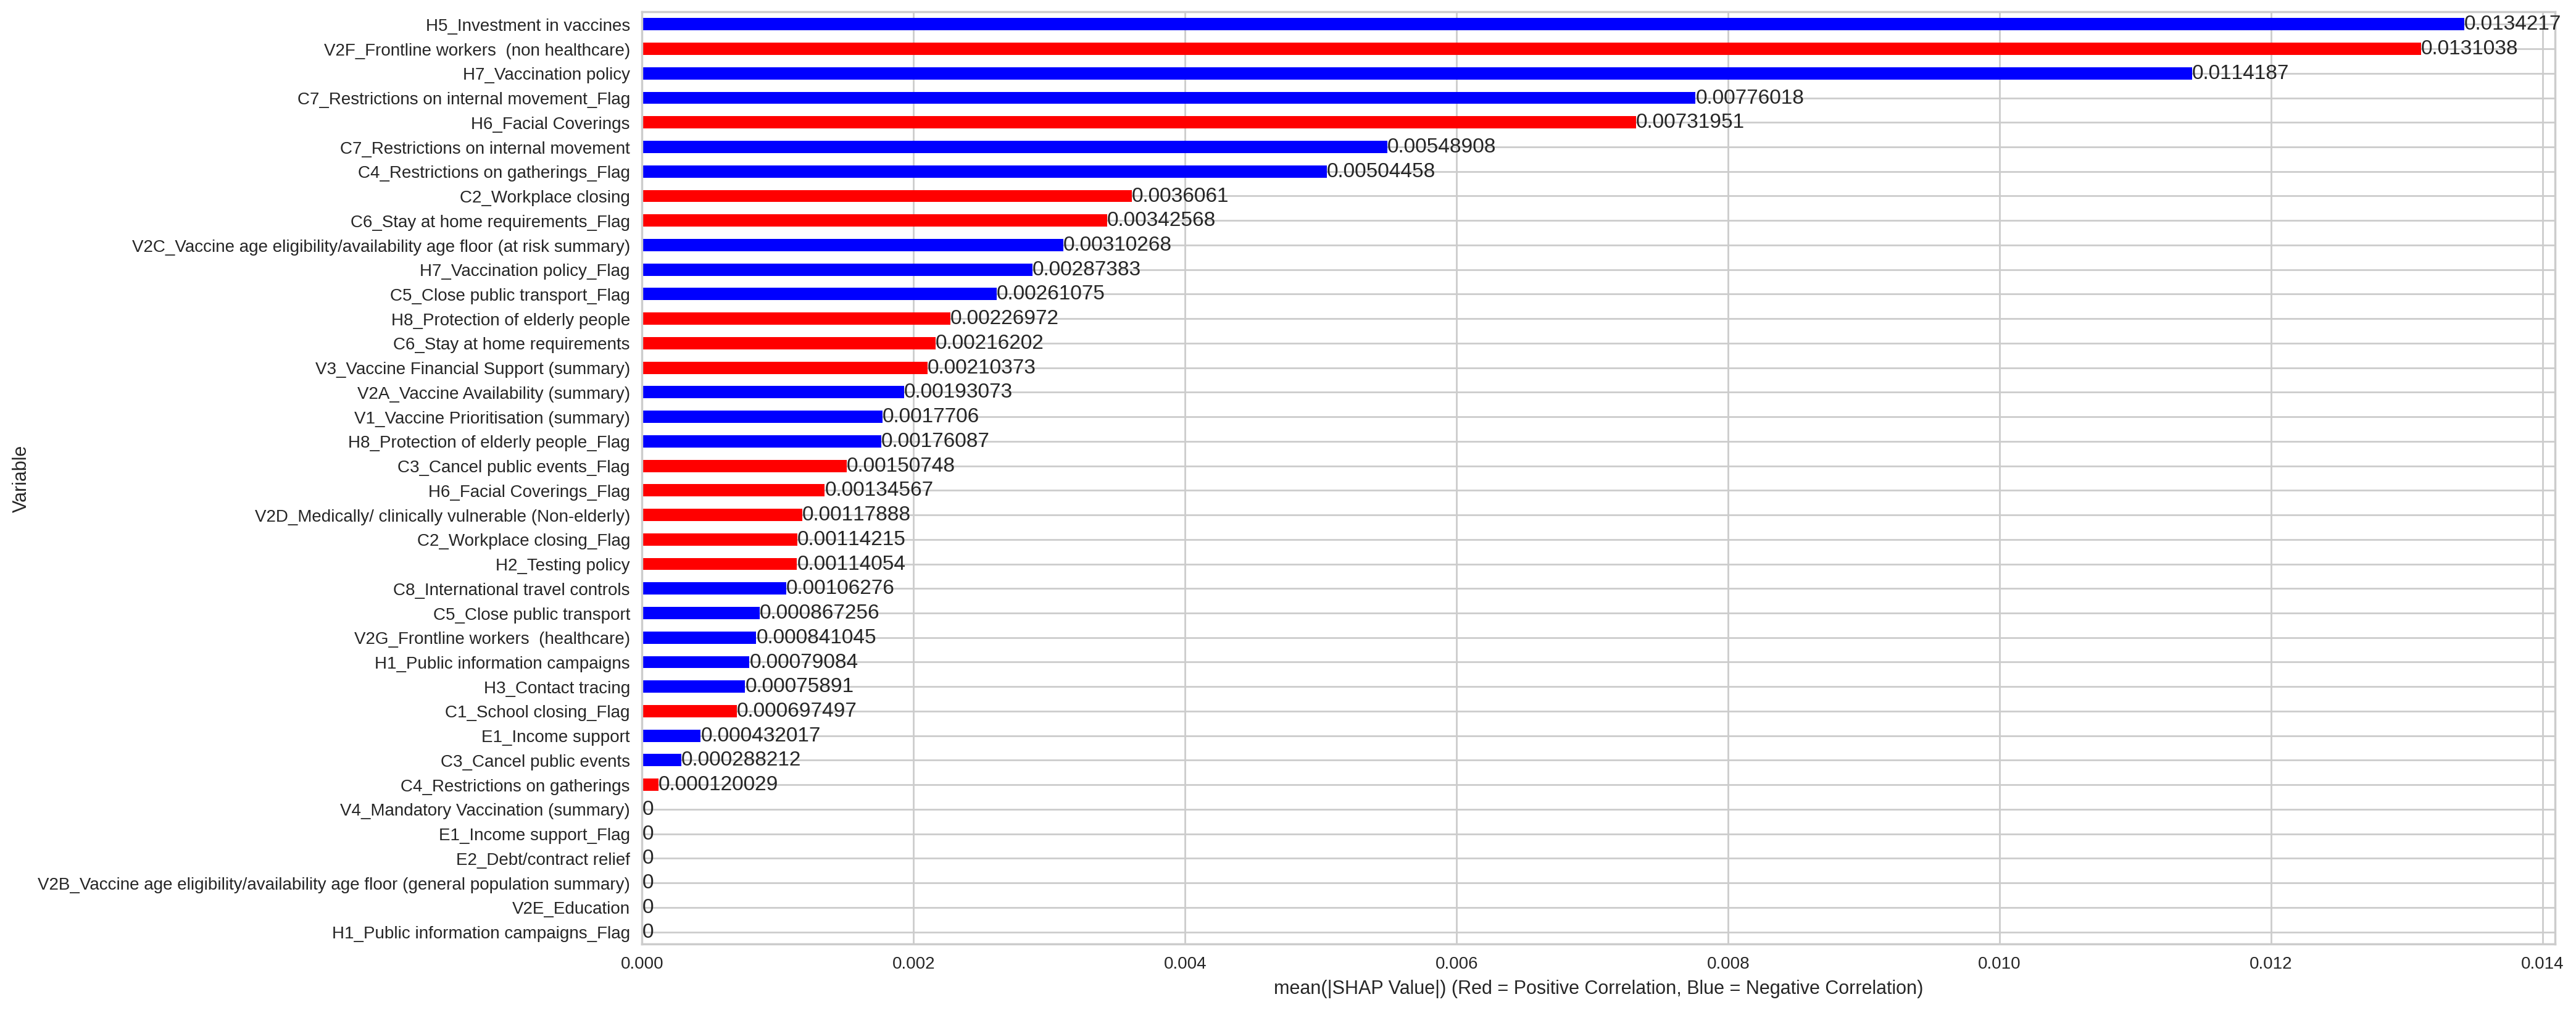 H5_Investment in vaccines 0.0134217
V2F_Frontline workers  (non healthcare) 0.0131038
H7_Vaccination policy 0.0114187
C7_Restrictions on internal movement_Flag 0.00776018
H6_Facial Coverings 0.00731951
C7_Restrictions on internal movement 0.00548908
C4_Restrictions on gatherings_Flag 0.00504458
C2_Workplace closing 0.0036061
C6_Stay at home requirements_Flag 0.00342568
V2C_Vaccine age eligibility/availability age floor (at risk summary) 0.00310268
H7_Vaccination policy_Flag 0.00287383
C5_Close public transport_Flag 0.00261075
H8_Protection of elderly people 0.00226972
C6_Stay at home requirements 0.00216202
V3_Vaccine Financial Support (summary) 0.00210373
V2A_Vaccine Availability (summary) 0.00193073
V1_Vaccine Prioritisation (summary) 0.0017706
H8_Protection of elderly people_Flag 0.00176087
C3_Cancel public events_Flag 0.00150748
H6_Facial Coverings_Flag 0.00134567
V2D_Medically/ clinically vulnerable (Non-elderly) 0.00117888
C2_Workplace closing_Flag 0.00114215
H2_Testing policy 0.00114054
C8_International travel controls 0.00106276
C5_Close public transport 0.000867256
V2G_Frontline workers  (healthcare) 0.000841045
H1_Public information campaigns 0.00079084
H3_Contact tracing 0.00075891
C1_School closing_Flag 0.000697497
E1_Income support 0.000432017
C3_Cancel public events 0.000288212
C4_Restrictions on gatherings 0.000120029
V4_Mandatory Vaccination (summary) 0
E1_Income support_Flag 0
E2_Debt/contract relief 0
V2B_Vaccine age eligibility/availability age floor (general population summary) 0
V2E_Education 0
H1_Public information campaigns_Flag 0
Variable
0.000 0.002 0.004 0.006 0.008 0.010 0.012 0.014
mean(|SHAP Value|) (Red = Positive Correlation, Blue = Negative Correlation)